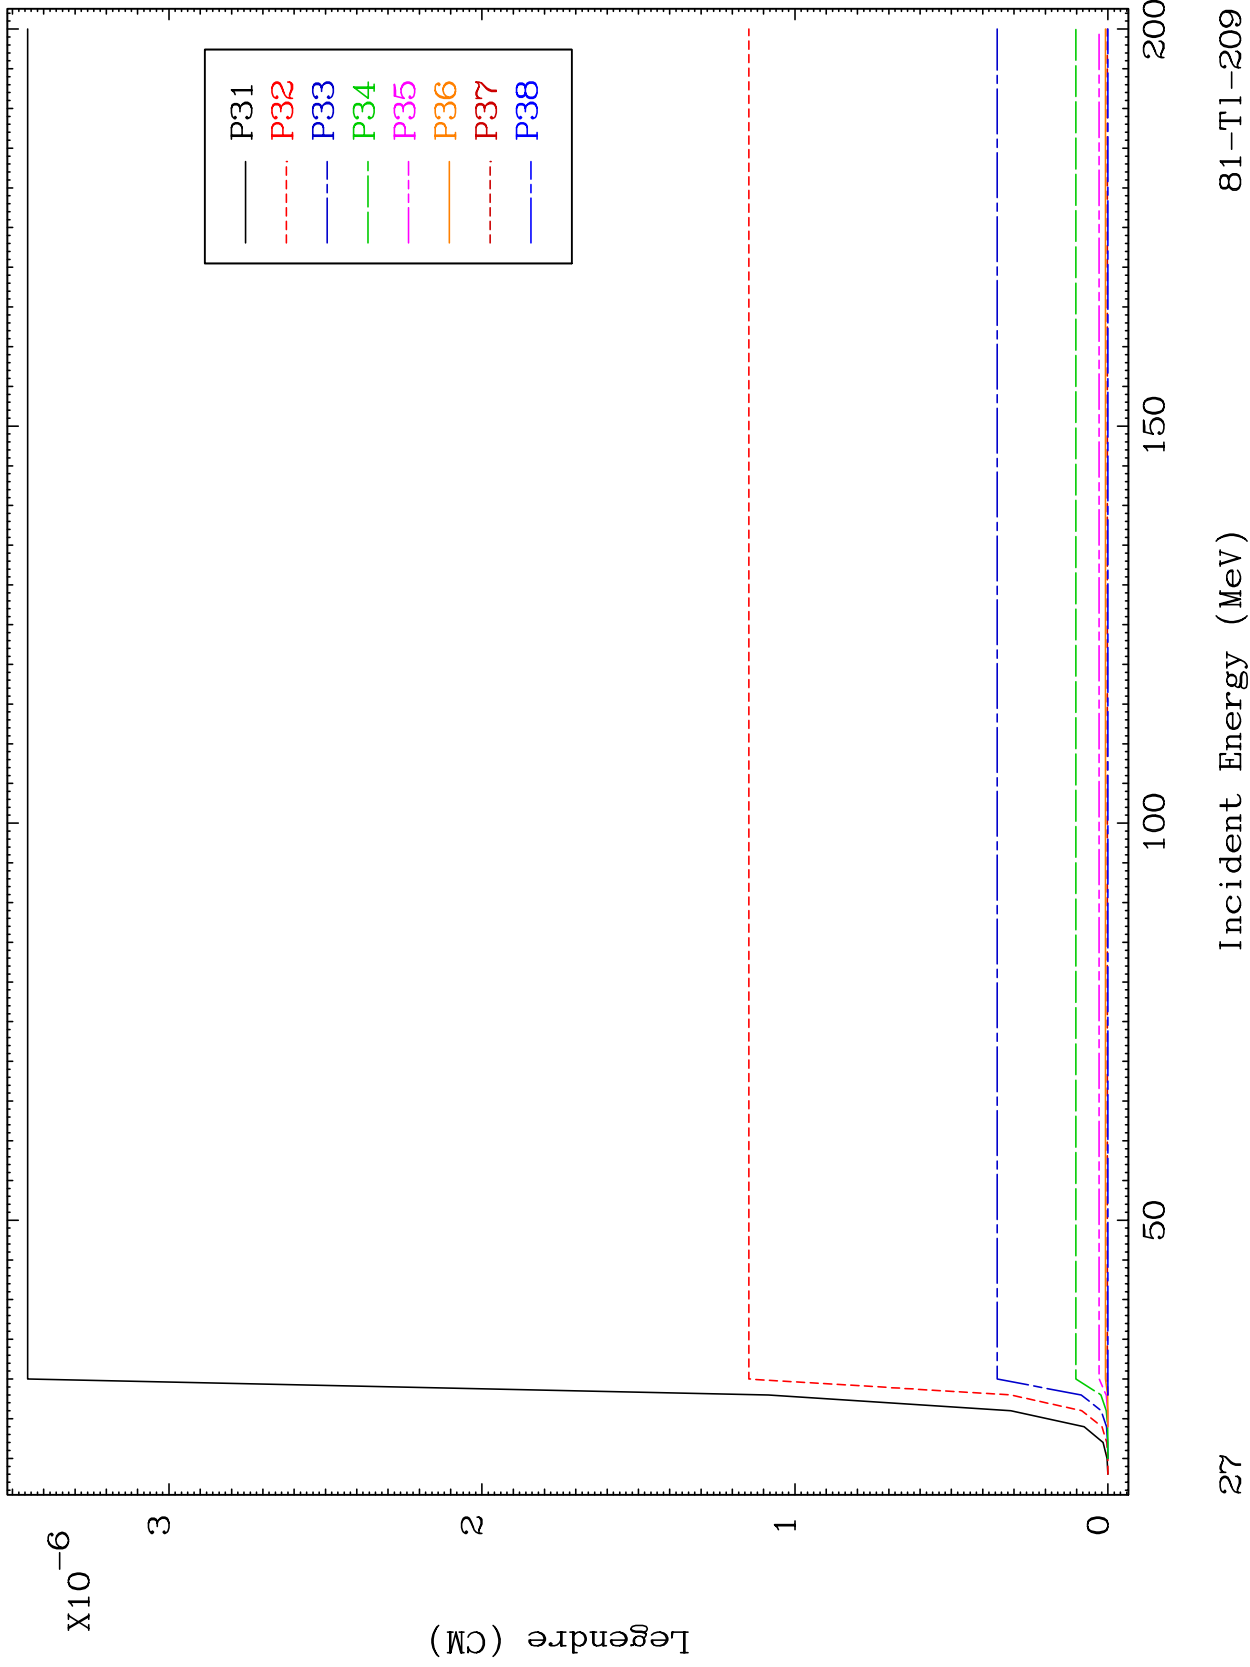 X10-6
3
2
1
0
Legendre (CM)
P31
P32
P33
P34
P35
P36
P37
P38
50
100
150
200
Incident Energy (MeV)
27
81-Tl-209